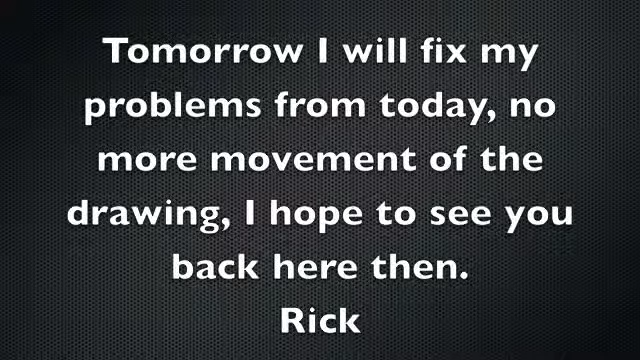 Tomorrow I will fix my
problems from today, no
more movement of the
drawing, I hope to see you
back here then.
Rick